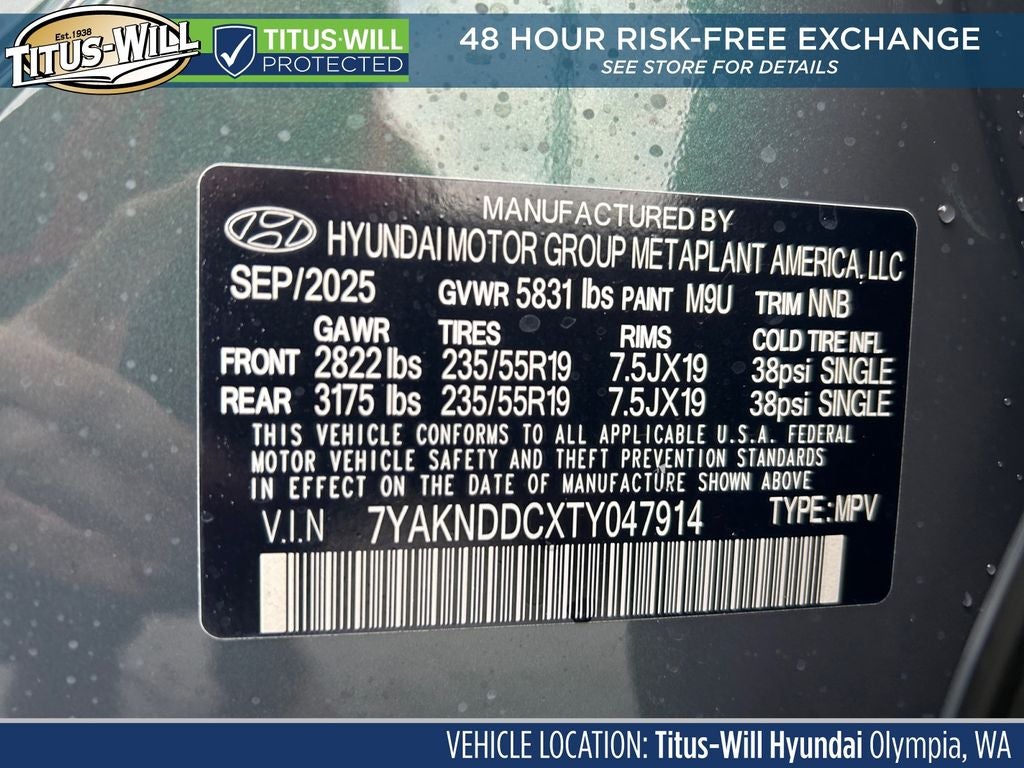 Est. 1938
TITUS-WILL
TITUS-WILL
PROTECTED
48 HOUR RISK-FREE EXCHANGE
SEE STORE FOR DETAILS
MANUFACTURED BY
HYUNDAI MOTOR GROUP METAPLANT AMERICA, LLC
SEP/2025 GVWR 5831 lbs PAINT M9U TRIM NNB
GAWR TIRES RIMS COLD TIRE INFL
FRONT 2822 lbs 235/55R19 7.5JX19 38psi SINGLE
REAR 3175 lbs 235/55R19 7.5JX19 38psi SINGLE
THIS VEHICLE CONFORMS TO ALL APPLICABLE U.S.A. FEDERAL
MOTOR VEHICLE SAFETY AND THEFT PREVENTION STANDARDS
IN EFFECT ON THE DATE OF MANUFACTURE SHOWN ABOVE
V.I.N 7YAKNDDCXTY047914 TYPE: MPV
VEHICLE LOCATION: Titus-Will Hyundai Olympia, WA